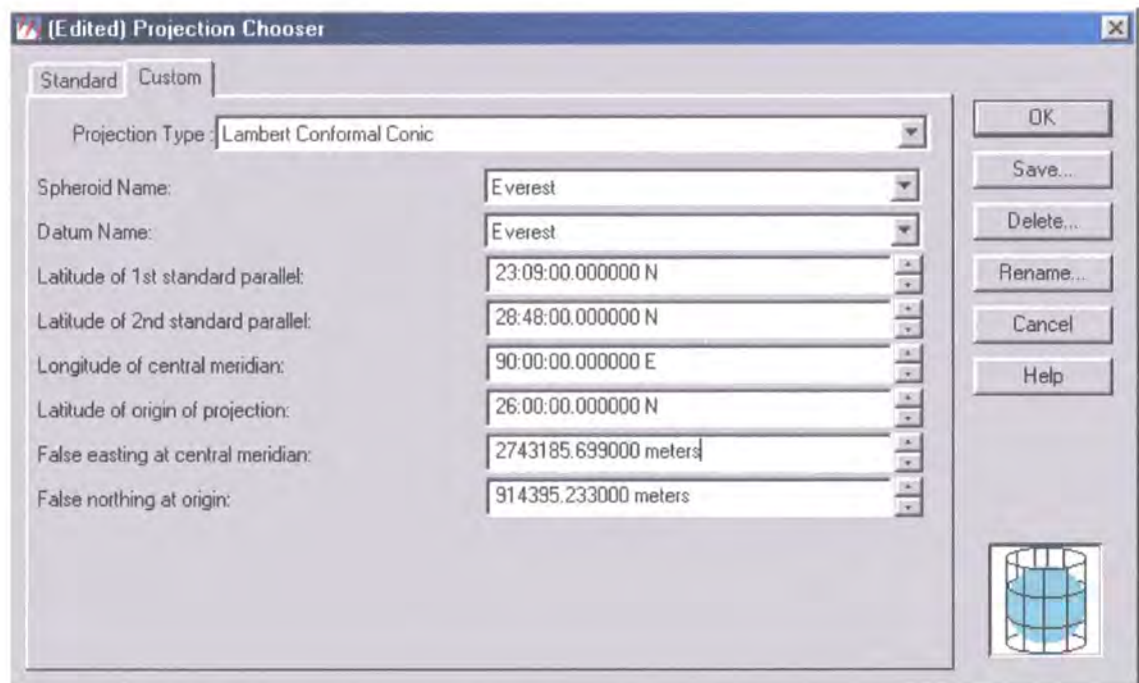 (Edited) Projection Chooser
Standard Custom
Projection Type : Lambert Conformal Conic
Spheroid Name: Everest
Datum Name: Everest
Latitude of 1st standard parallel: 23:09:00.000000 N
Latitude of 2nd standard parallel: 28:48:00.000000 N
Longitude of central meridian: 90:00:00.000000 E
Latitude of origin of projection: 26:00:00.000000 N
False easting at central meridian: 2743185.699000 meters
False northing at origin: 914395.233000 meters
OK
Save...
Delete...
Rename...
Cancel
Help